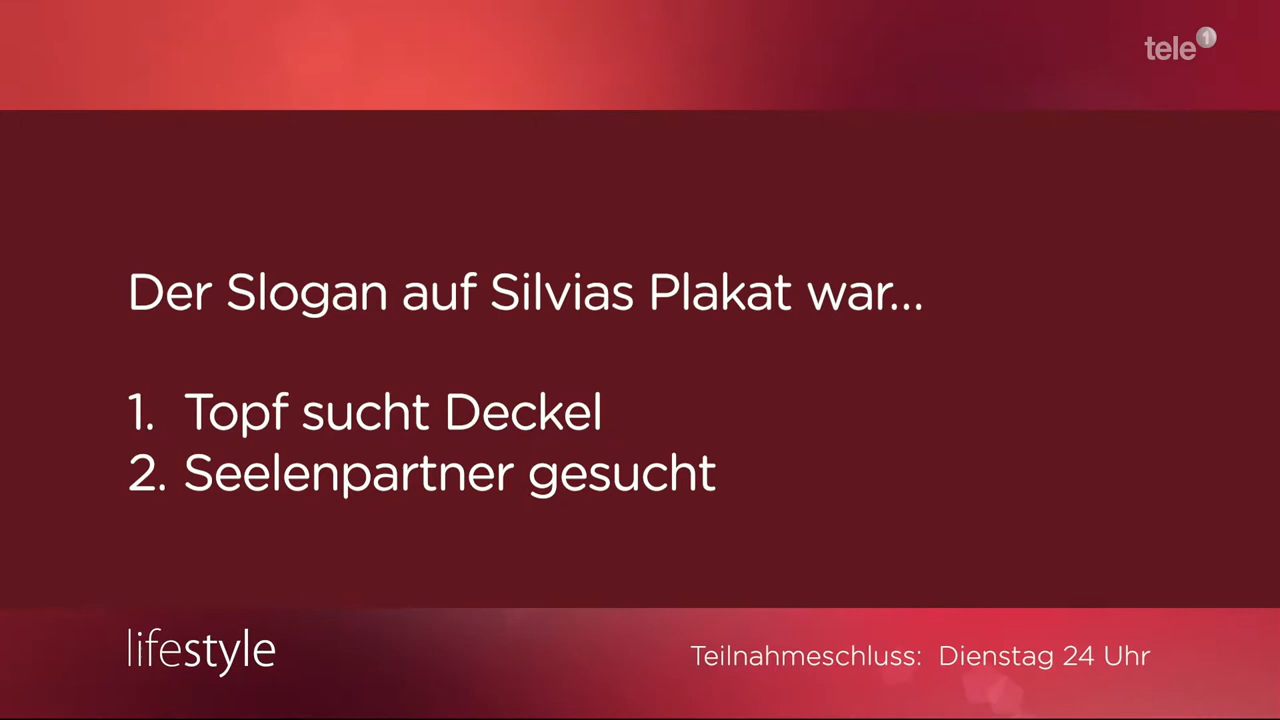 tele 1
Der Slogan auf Silvias Plakat war...
1. Topf sucht Deckel
2. Seelenpartner gesucht
lifestyle
Teilnahmeschluss: Dienstag 24 Uhr